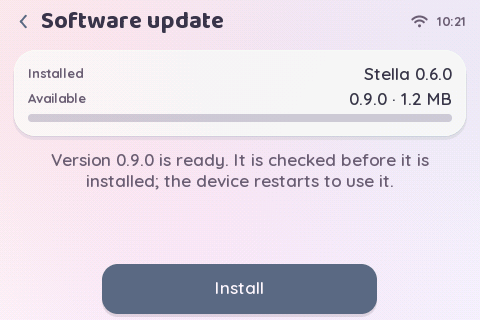 Software update
10:21
Installed
Stella 0.6.0
Available
0.9.0 · 1.2 MB
Version 0.9.0 is ready. It is checked before it is
installed; the device restarts to use it.
Install